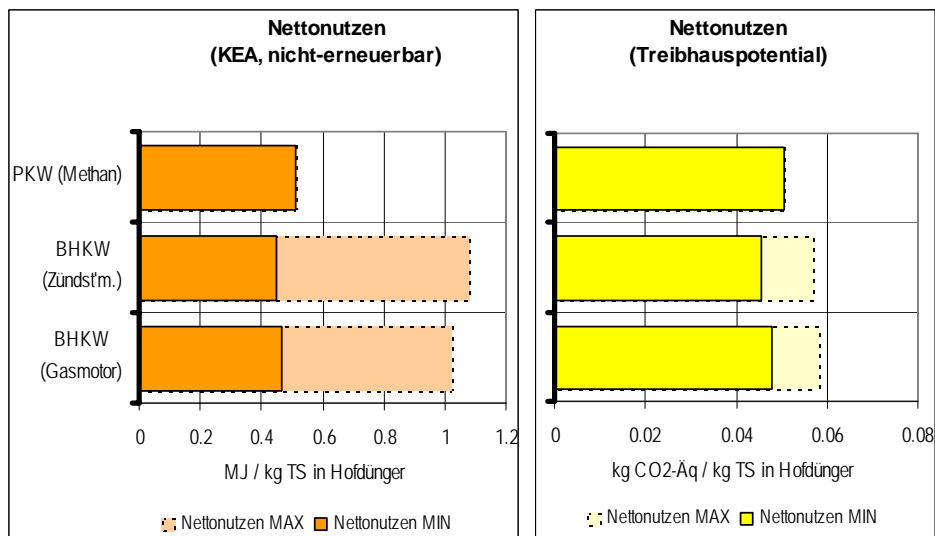 Nettonutzen
(KEA, nicht-erneuerbar)
PKW (Methan)
BHKW
(Zündst'm.)
BHKW
(Gasmotor)
0 0.2 0.4 0.6 0.8 1 1.2
MJ / kg TS in Hofdünger
Nettonutzen MAX Nettonutzen MIN
Nettonutzen
(Treibhauspotential)
0 0.02 0.04 0.06 0.08
kg CO2-Äq / kg TS in Hofdünger
Nettonutzen MAX Nettonutzen MIN